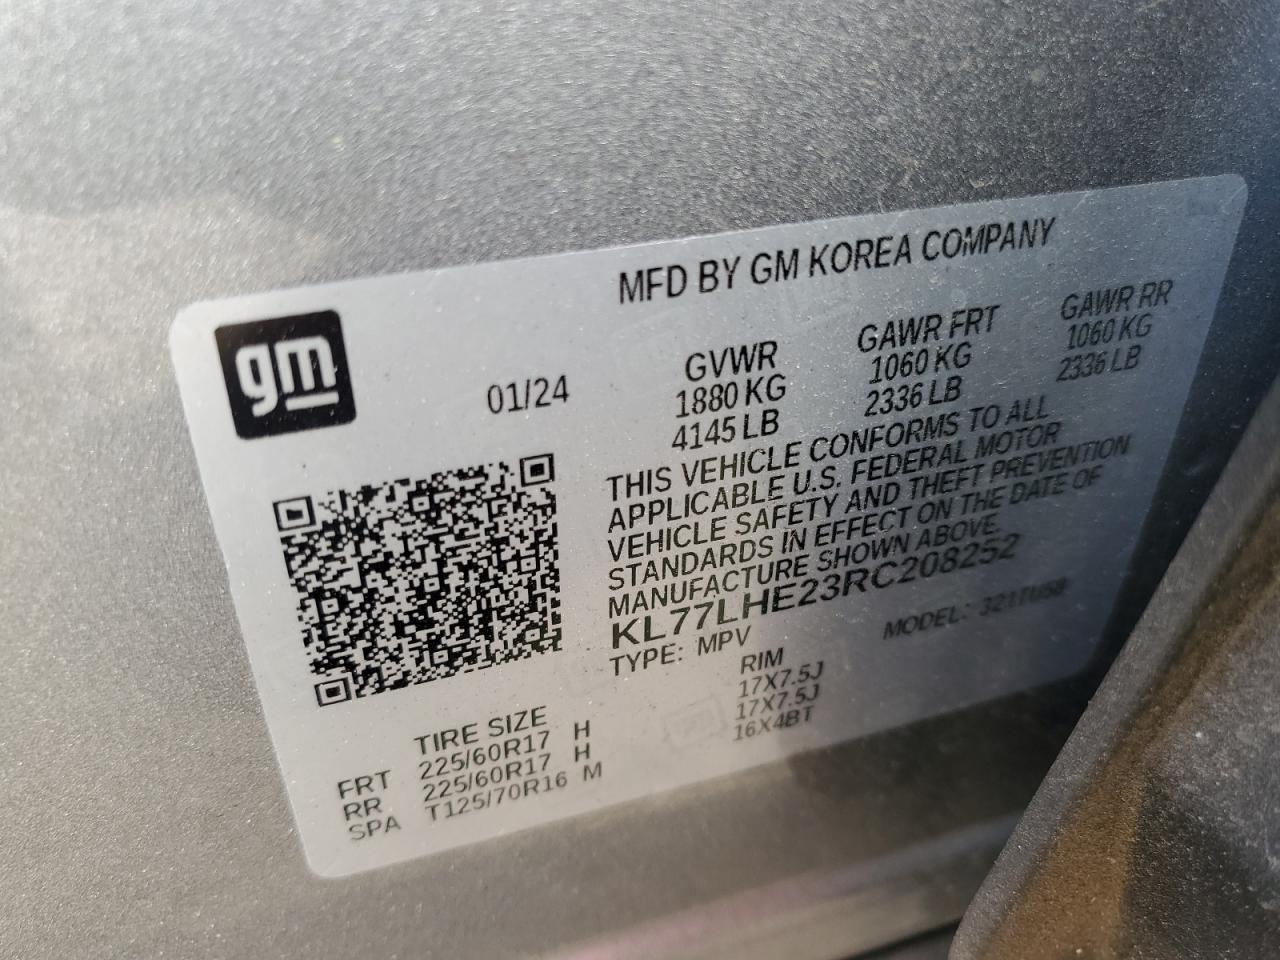 MFD BY GM KOREA COMPANY
gm
01/24
GVWR GAWR FRT GAWR RR
1880 KG 1060 KG 1060 KG
4145 LB 2336 LB 2336 LB
THIS VEHICLE CONFORMS TO ALL
APPLICABLE U.S. FEDERAL MOTOR
VEHICLE SAFETY AND THEFT PREVENTION
STANDARDS IN EFFECT ON THE DATE OF
MANUFACTURE SHOWN ABOVE.
KL77LHE23RC208252
TYPE: MPV MODEL:
TIRE SIZE RIM
FRT 225/60R17 H 17X7.5J
RR 225/60R17 H 17X7.5J
SPA T125/70R16 M 16X4BT